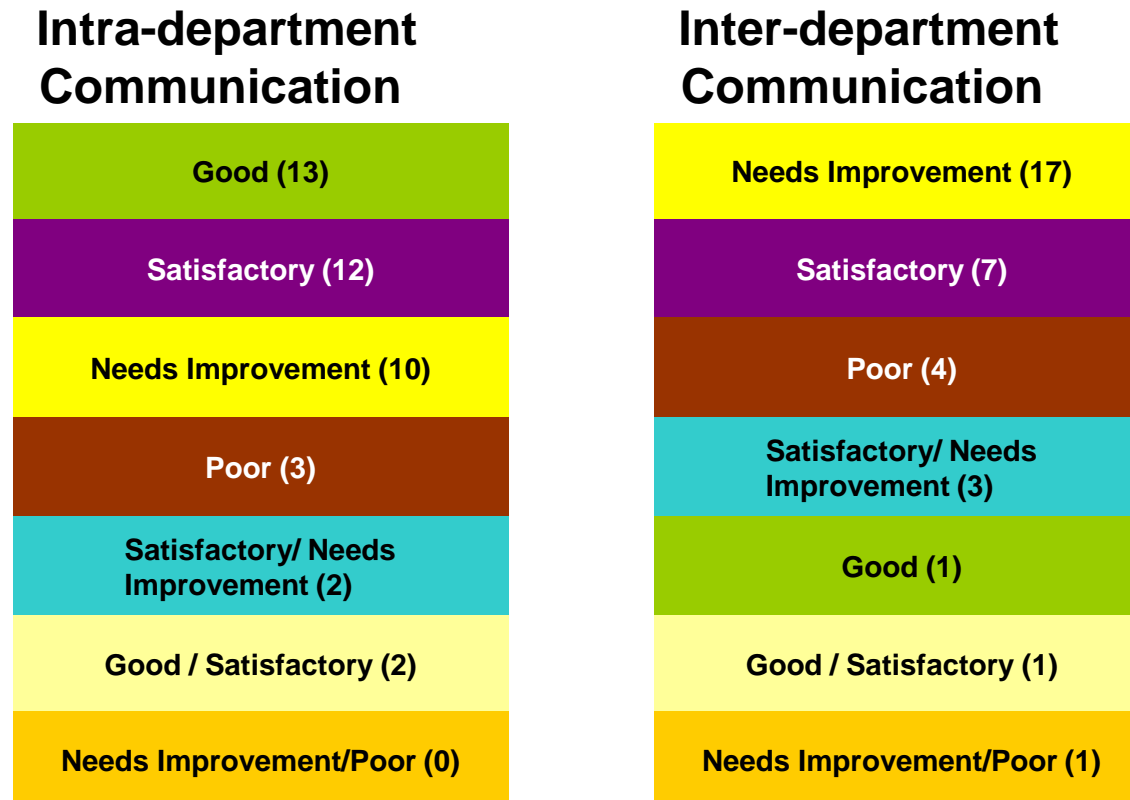 Intra-department
Communication
Good (13)
Satisfactory (12)
Needs Improvement (10)
Poor (3)
Satisfactory/ Needs
Improvement (2)
Good / Satisfactory (2)
Needs Improvement/Poor (0)
Inter-department
Communication
Needs Improvement (17)
Satisfactory (7)
Poor (4)
Satisfactory/ Needs
Improvement (3)
Good (1)
Good / Satisfactory (1)
Needs Improvement/Poor (1)